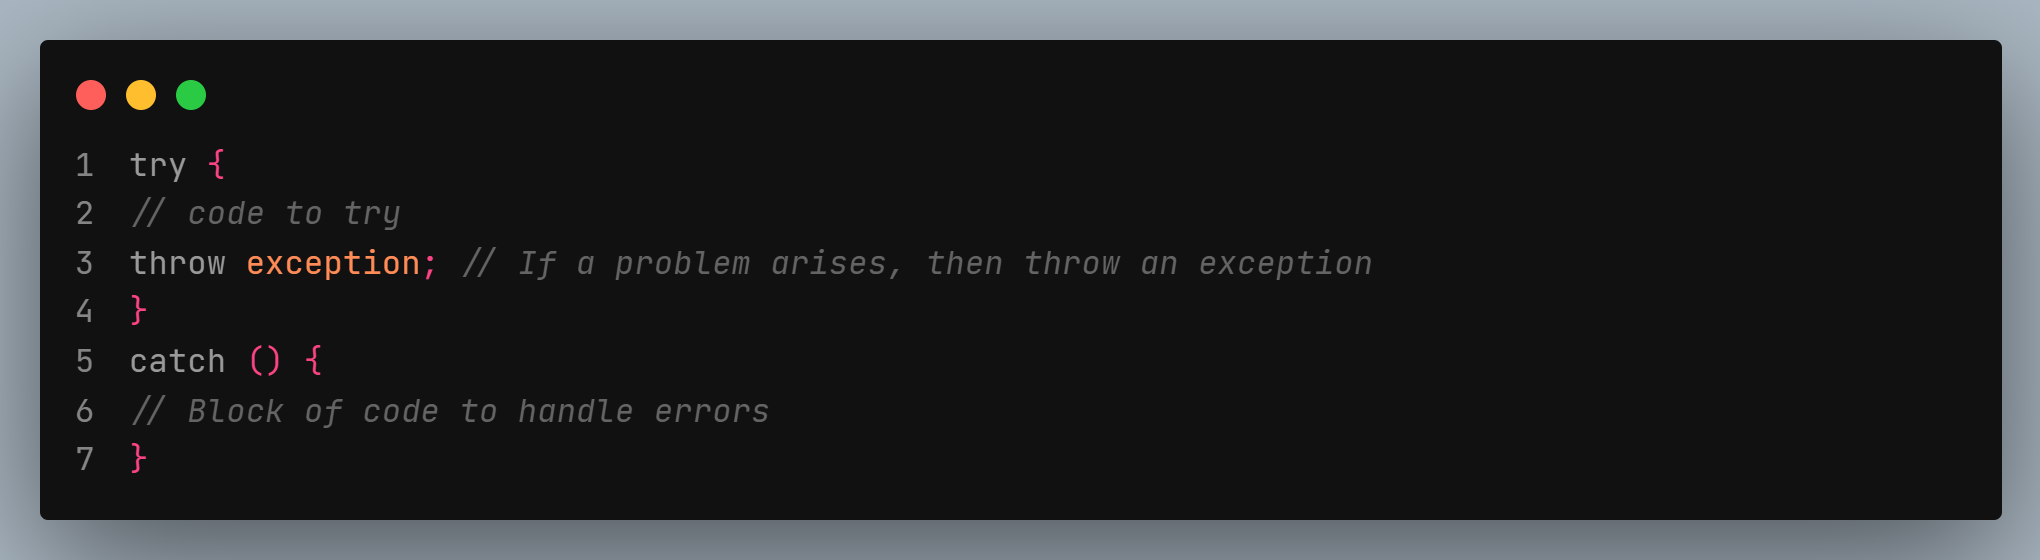 1 try {
2 // code to try
3 throw exception; // If a problem arises, then throw an exception
4 }
5 catch () {
6 // Block of code to handle errors
7 }